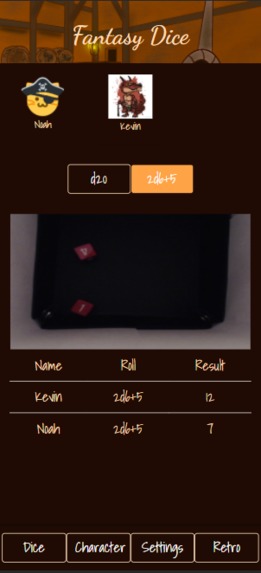 Fantasy Dice
Noah
Kevin
d20
2d6+5
Name Roll Result
Kevin 2d6+5 12
Noah 2d6+5 7
Dice Character Settings Retro